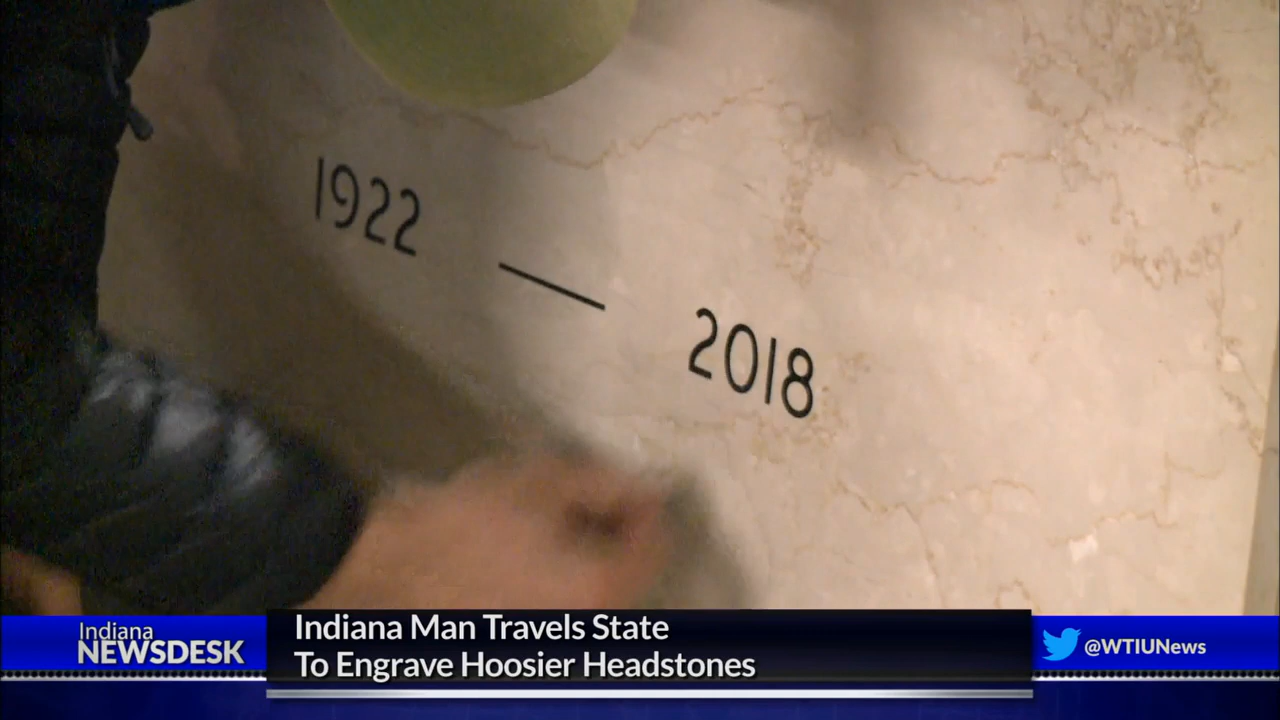 1922 — 2018
Indiana
NEWSDESK
Indiana Man Travels State
To Engrave Hoosier Headstones
@WTIUNews